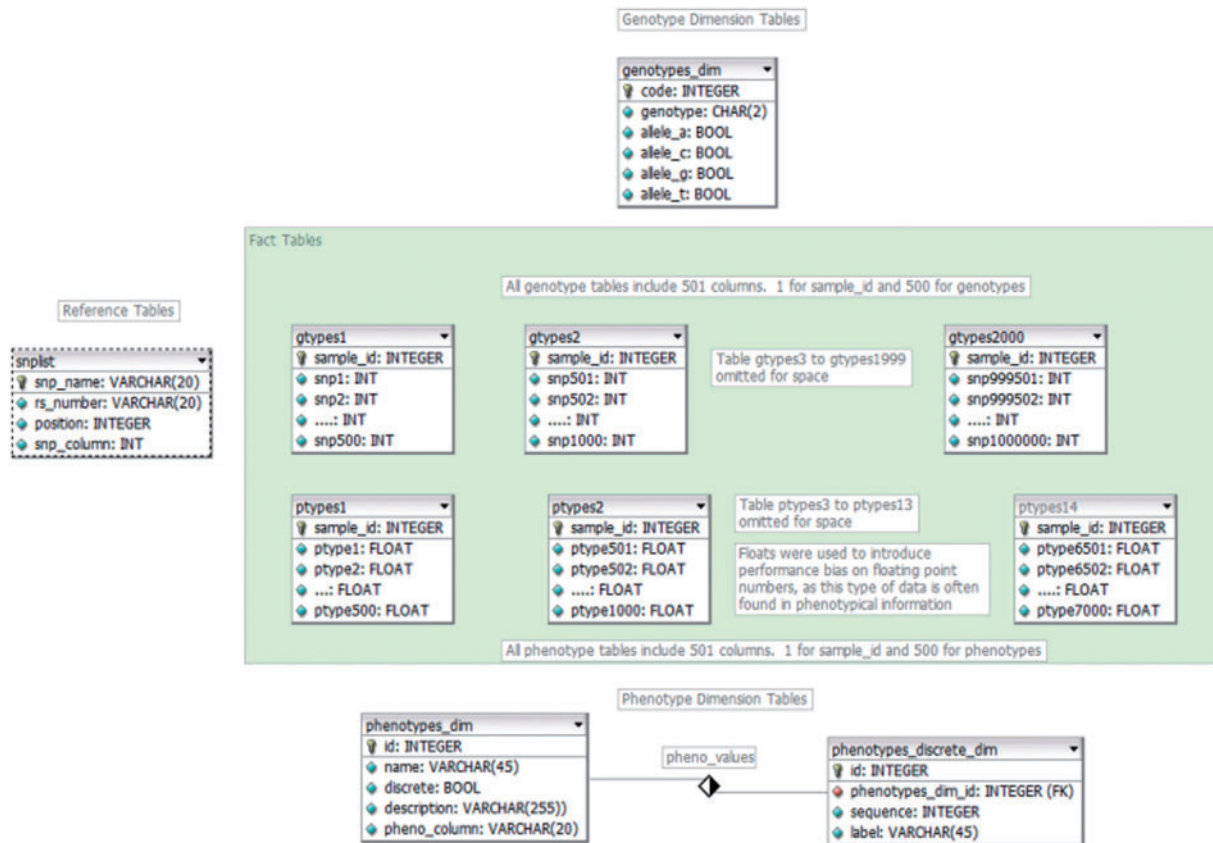 Genotype Dimension Tables
genotypes_dim
code: INTEGER
genotype: CHAR(2)
allele_a: BOOL
allele_c: BOOL
allele_g: BOOL
allele_t: BOOL
Fact Tables
All genotype tables include 501 columns. 1 for sample_id and 500 for genotypes
Reference Tables
snplist
snp_name: VARCHAR(20)
rs_number: VARCHAR(20)
position: INTEGER
snp_column: INT
gtypes1
sample_id: INTEGER
snp1: INT
snp2: INT
....: INT
snp500: INT
gtypes2
sample_id: INTEGER
snp501: INT
snp502: INT
....: INT
snp1000: INT
Table gtypes3 to gtypes1999
omitted for space
gtypes2000
sample_id: INTEGER
snp999501: INT
snp999502: INT
....: INT
snp1000000: INT
ptypes1
sample_id: INTEGER
ptype1: FLOAT
ptype2: FLOAT
...: FLOAT
ptype500: FLOAT
ptypes2
sample_id: INTEGER
ptype501: FLOAT
ptype502: FLOAT
....: FLOAT
ptype1000: FLOAT
Table ptypes3 to ptypes13
omitted for space
Floats were used to introduce
performance bias on floating point
numbers, as this type of data is often
found in phenotypical information
ptypes14
sample_id: INTEGER
ptype6501: FLOAT
ptype6502: FLOAT
....: FLOAT
ptype7000: FLOAT
All phenotype tables include 501 columns. 1 for sample_id and 500 for phenotypes
Phenotype Dimension Tables
phenotypes_dim
id: INTEGER
name: VARCHAR(45)
discrete: BOOL
description: VARCHAR(255))
pheno_column: VARCHAR(20)
pheno_values
phenotypes_discrete_dim
id: INTEGER
phenotypes_dim_id: INTEGER (FK)
sequence: INTEGER
label: VARCHAR(45)